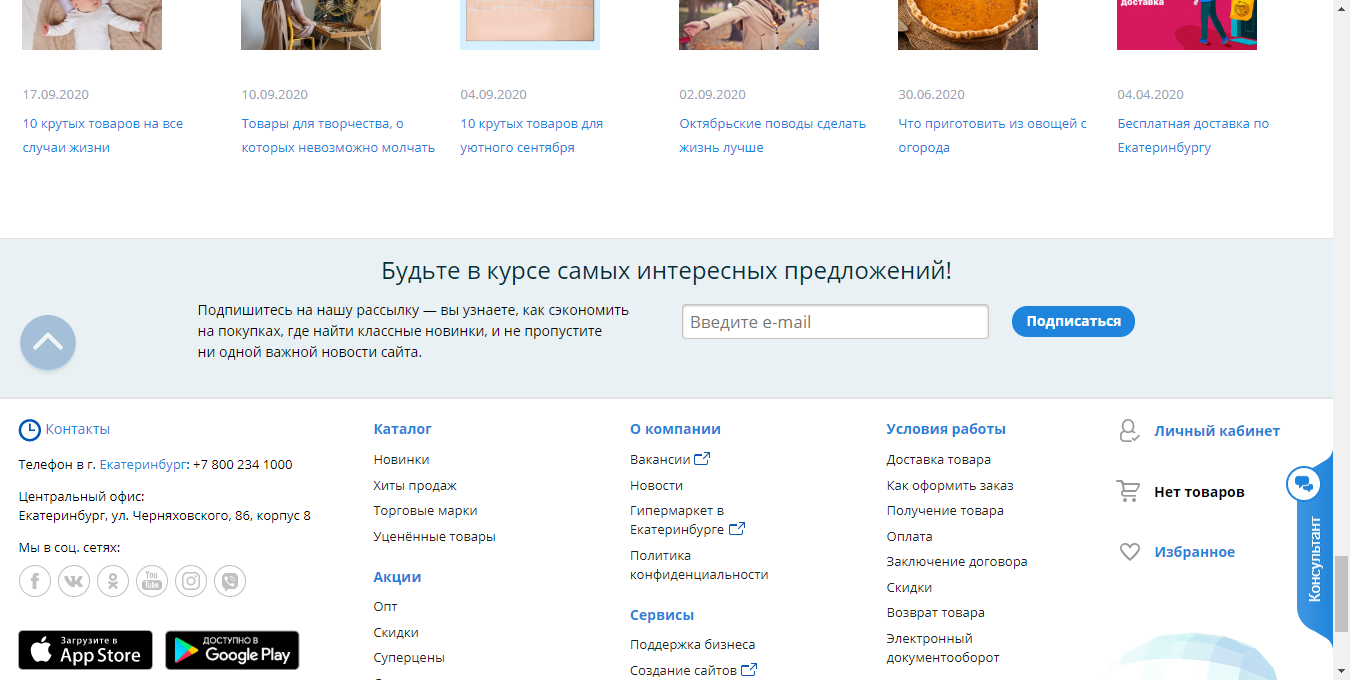 доставка
17.09.2020
10 крутых товаров на все
случаи жизни
10.09.2020
Товары для творчества, о
которых невозможно молчать
04.09.2020
10 крутых товаров для
уютного сентября
02.09.2020
Октябрьские поводы сделать
жизнь лучше
30.06.2020
Что приготовить из овощей с
огорода
04.04.2020
Бесплатная доставка по
Екатеринбургу
Будьте в курсе самых интересных предложений!
Подпишитесь на нашу рассылку — вы узнаете, как сэкономить
на покупках, где найти классные новинки, и не пропустите
ни одной важной новости сайта.
Введите e-mail
Подписаться
Контакты
Телефон в г. Екатеринбург: +7 800 234 1000
Центральный офис:
Екатеринбург, ул. Черняховского, 86, корпус 8
Мы в соц. сетях:
You
Tube
Загрузите в
App Store
ДОСТУПНО В
Google Play
Каталог
Новинки
Хиты продаж
Торговые марки
Уценённые товары
Акции
Опт
Скидки
Суперцены
О компании
Вакансии
Новости
Гипермаркет в
Екатеринбурге
Политика
конфиденциальности
Сервисы
Поддержка бизнеса
Создание сайтов
Условия работы
Доставка товара
Как оформить заказ
Получение товара
Оплата
Заключение договора
Скидки
Возврат товара
Электронный
документооборот
Личный кабинет
Нет товаров
Избранное
Консультант